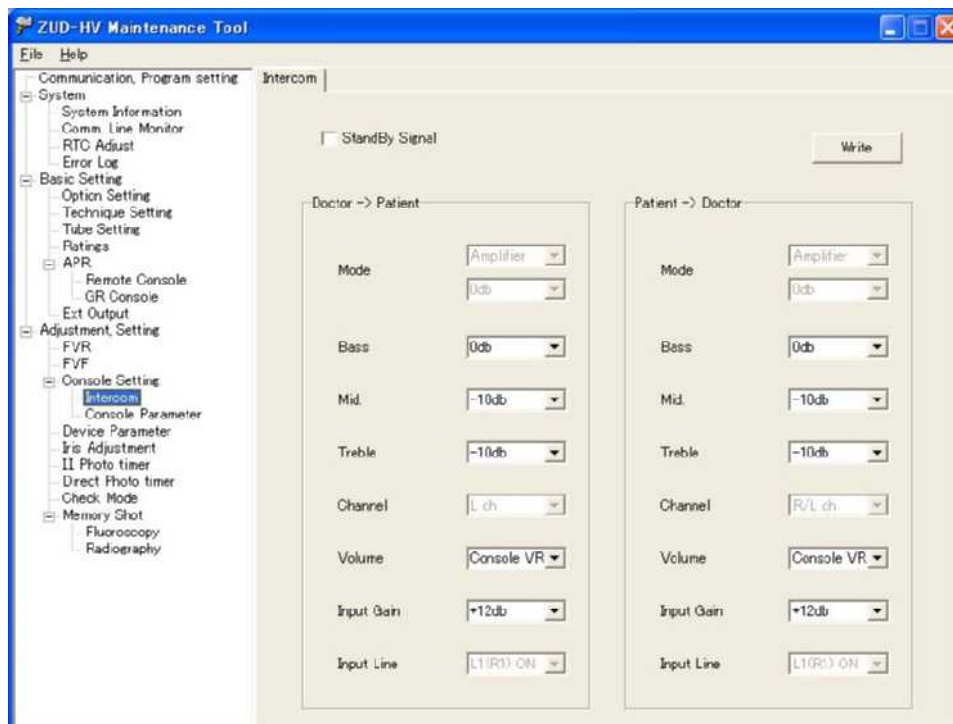 ZUD-HV Maintenance Tool
File Help
Communication, Program setting
System
System Information
Comm. Line Monitor
RTC Adjust
Error Log
Basic Setting
Option Setting
Technique Setting
Tube Setting
Ratings
APR
Remote Console
GR Console
Ext Output
Adjustment, Setting
FVR
FVF
Console Setting
Intercom
Console Parameter
Device Parameter
Iris Adjustment
II Photo timer
Direct Photo timer
Check Mode
Memory Shot
Fluoroscopy
Radiography
Intercom
StandBy Signal
Write
Doctor -> Patient
Mode Amplifier
0db
Bass 0db
Mid. -10db
Treble -10db
Channel L ch
Volume Console VR
Input Gain +12db
Input Line L1(R1) ON
Patient -> Doctor
Mode Amplifier
0db
Bass 0db
Mid. -10db
Treble -10db
Channel R/L ch
Volume Console VR
Input Gain +12db
Input Line L1(R1) ON